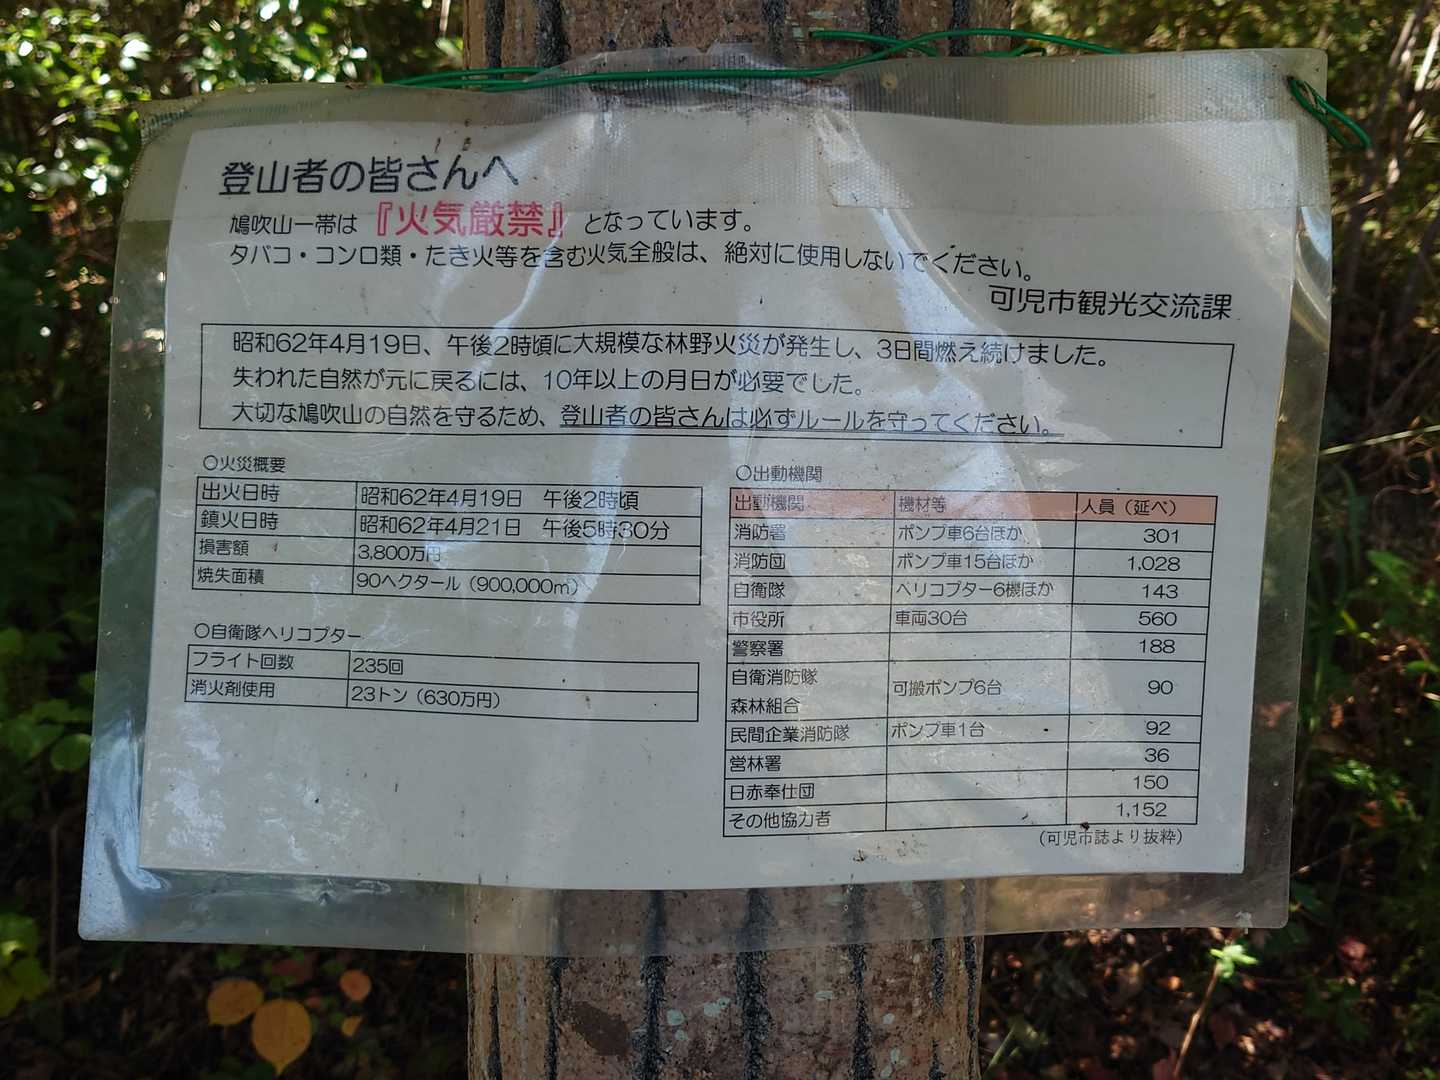 登山者の皆さんへ
鳩吹山一帯は『火気厳禁』となっています。
タバコ・コンロ類・たき火等を含む火気全般は、絶対に使用しないでください。
可児市観光交流課
昭和62年4月19日、午後2時頃に大規模な林野火災が発生し、3日間燃え続けました。
失われた自然が元に戻るには、10年以上の月日が必要でした。
大切な鳩吹山の自然を守るため、登山者の皆さんは必ずルールを守ってください。
〇火災概要
出火日時 昭和62年4月19日 午後2時頃
鎮火日時 昭和62年4月21日 午後5時30分
損害額 3,800万円
焼失面積 90ヘクタール（900,000㎡）
〇自衛隊ヘリコプター
フライト回数 235回
消火剤使用 23トン（630万円）
〇出動機関
出動機関 機材等 人員（延べ）
消防署 ポンプ車6台ほか 301
消防団 ポンプ車15台ほか 1,028
自衛隊 ヘリコプター6機ほか 143
市役所 車両30台 560
警察署 188
自衛消防隊
森林組合 可搬ポンプ6台 90
民間企業消防隊 ポンプ車1台 92
営林署 36
日赤奉仕団 150
その他協力者 1,152
（可児市誌より抜粋）